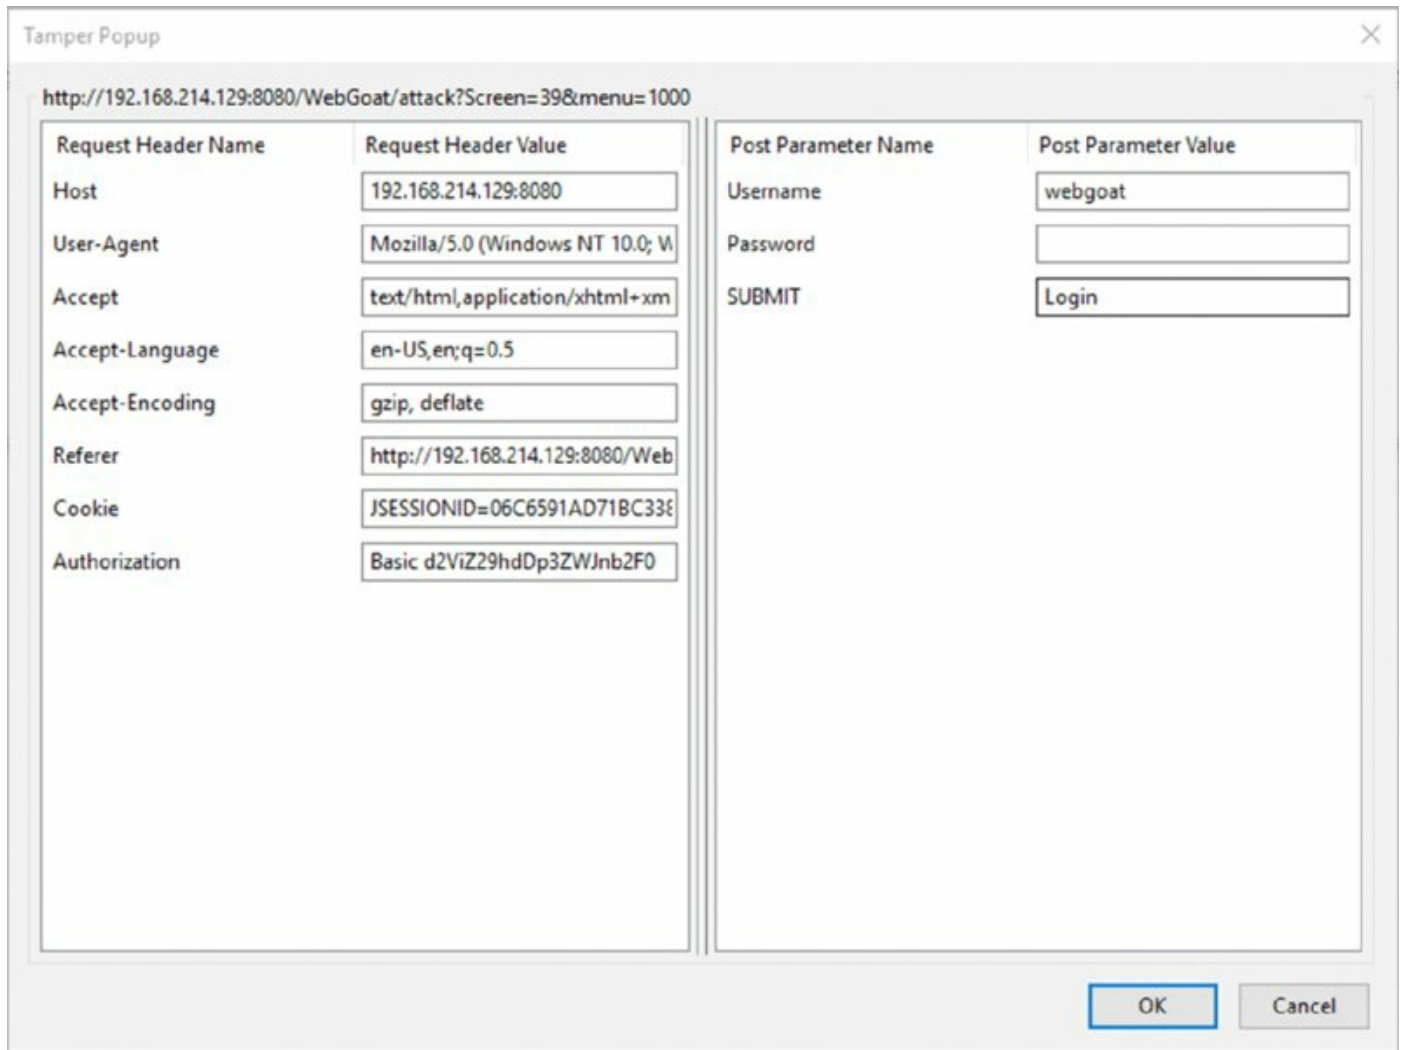 Tamper Popup
http://192.168.214.129:8080/WebGoat/attack?Screen=39&menu=1000
Request Header Name Request Header Value
Host 192.168.214.129:8080
User-Agent Mozilla/5.0 (Windows NT 10.0; W
Accept text/html,application/xhtml+xm
Accept-Language en-US,en;q=0.5
Accept-Encoding gzip, deflate
Referer http://192.168.214.129:8080/Web
Cookie JSESSIONID=06C6591AD71BC338
Authorization Basic d2ViZ29hdDp3ZWJnb2F0
Post Parameter Name Post Parameter Value
Username webgoat
Password
SUBMIT Login
OK Cancel